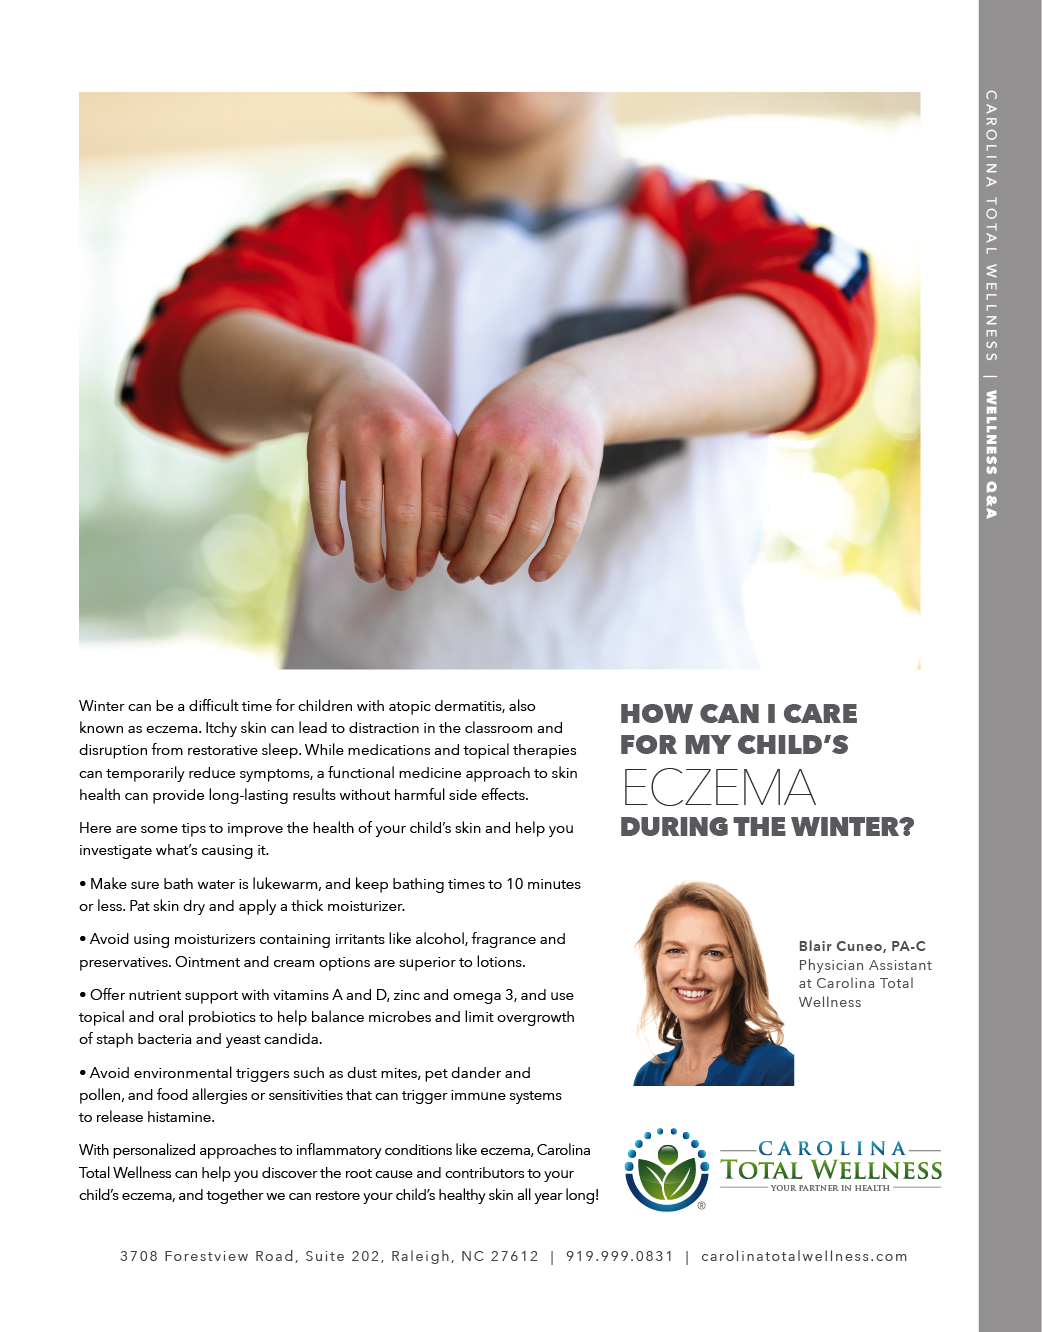 CAROLINA TOTAL WELLNESS | WELLNESS Q&A
Winter can be a difficult time for children with atopic dermatitis, also
known as eczema. Itchy skin can lead to distraction in the classroom and
disruption from restorative sleep. While medications and topical therapies
can temporarily reduce symptoms, a functional medicine approach to skin
health can provide long-lasting results without harmful side effects.
Here are some tips to improve the health of your child's skin and help you
investigate what's causing it.
• Make sure bath water is lukewarm, and keep bathing times to 10 minutes
or less. Pat skin dry and apply a thick moisturizer.
• Avoid using moisturizers containing irritants like alcohol, fragrance and
preservatives. Ointment and cream options are superior to lotions.
• Offer nutrient support with vitamins A and D, zinc and omega 3, and use
topical and oral probiotics to help balance microbes and limit overgrowth
of staph bacteria and yeast candida.
• Avoid environmental triggers such as dust mites, pet dander and
pollen, and food allergies or sensitivities that can trigger immune systems
to release histamine.
With personalized approaches to inflammatory conditions like eczema, Carolina
Total Wellness can help you discover the root cause and contributors to your
child's eczema, and together we can restore your child's healthy skin all year long!
HOW CAN I CARE
FOR MY CHILD'S
ECZEMA
DURING THE WINTER?
Blair Cuneo, PA-C
Physician Assistant
at Carolina Total
Wellness
CAROLINA
TOTAL WELLNESS
YOUR PARTNER IN HEALTH
®
3708 Forestview Road, Suite 202, Raleigh, NC 27612 | 919.999.0831 | carolinatotalwellness.com